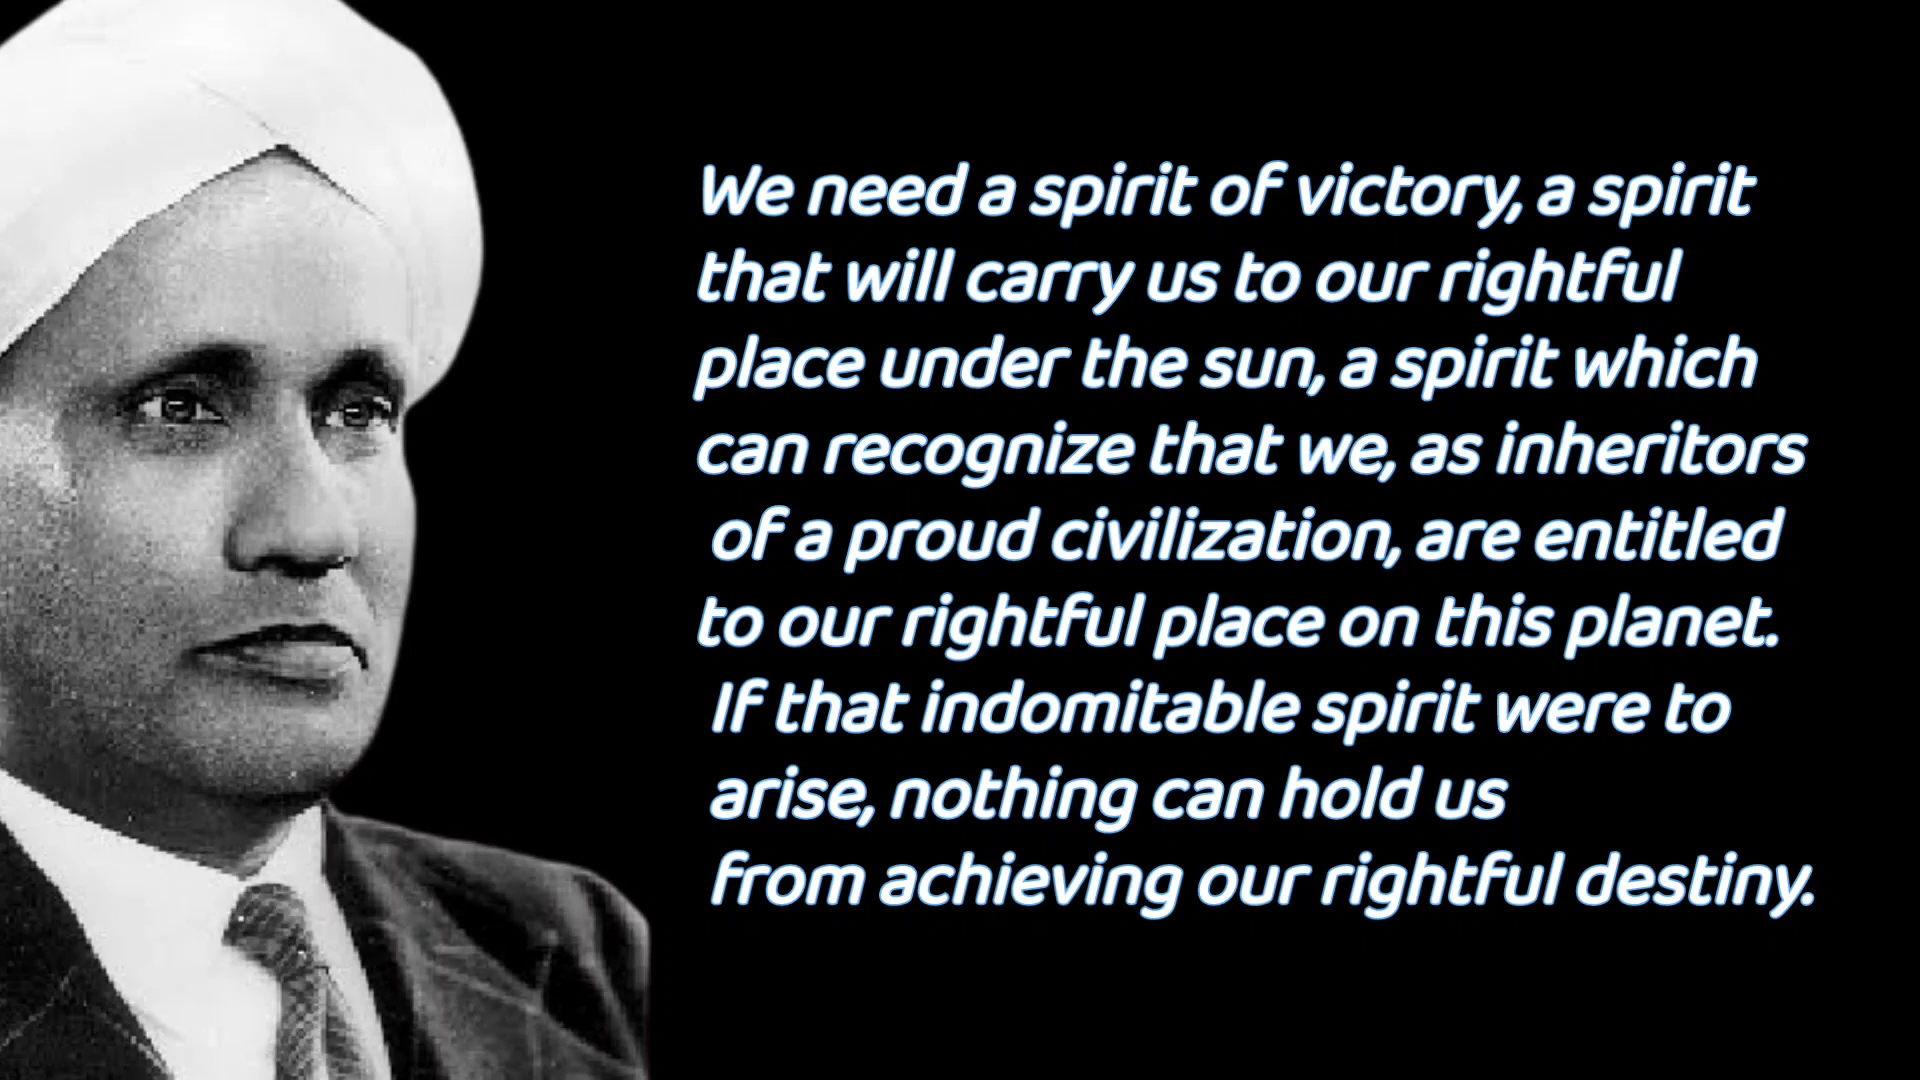 We need a spirit of victory, a spirit
that will carry us to our rightful
place under the sun, a spirit which
can recognize that we, as inheritors
of a proud civilization, are entitled
to our rightful place on this planet.
If that indomitable spirit were to
arise, nothing can hold us
from achieving our rightful destiny.